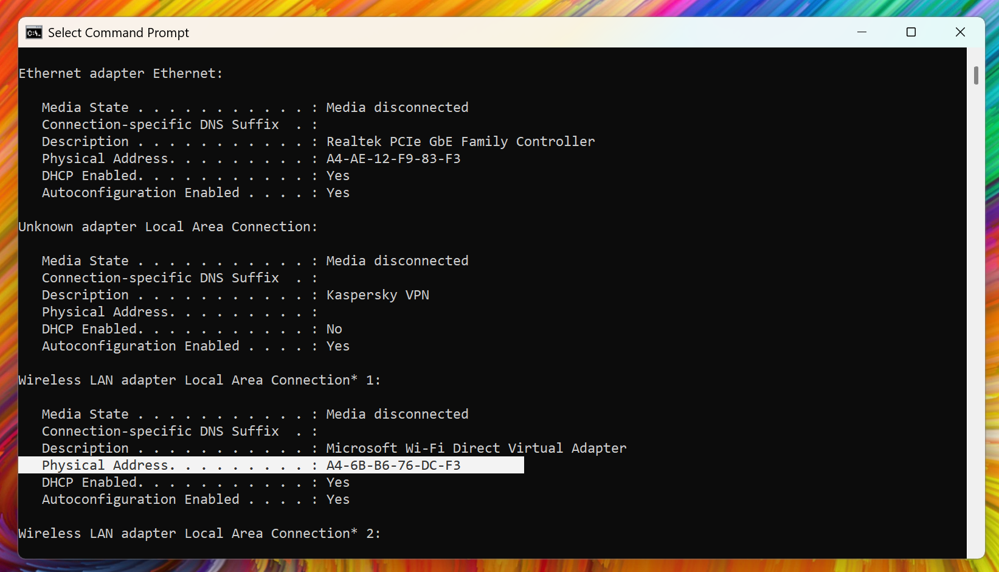 Select Command Prompt
Ethernet adapter Ethernet:
Media State . . . . . . . . . . . : Media disconnected
Connection-specific DNS Suffix  . :
Description . . . . . . . . . . . : Realtek PCIe GbE Family Controller
Physical Address. . . . . . . . . : A4-AE-12-F9-83-F3
DHCP Enabled. . . . . . . . . . . : Yes
Autoconfiguration Enabled . . . . : Yes
Unknown adapter Local Area Connection:
Media State . . . . . . . . . . . : Media disconnected
Connection-specific DNS Suffix  . :
Description . . . . . . . . . . . : Kaspersky VPN
Physical Address. . . . . . . . . :
DHCP Enabled. . . . . . . . . . . : No
Autoconfiguration Enabled . . . . : Yes
Wireless LAN adapter Local Area Connection* 1:
Media State . . . . . . . . . . . : Media disconnected
Connection-specific DNS Suffix  . :
Description . . . . . . . . . . . : Microsoft Wi-Fi Direct Virtual Adapter
Physical Address. . . . . . . . . : A4-6B-B6-76-DC-F3
DHCP Enabled. . . . . . . . . . . : Yes
Autoconfiguration Enabled . . . . : Yes
Wireless LAN adapter Local Area Connection* 2: